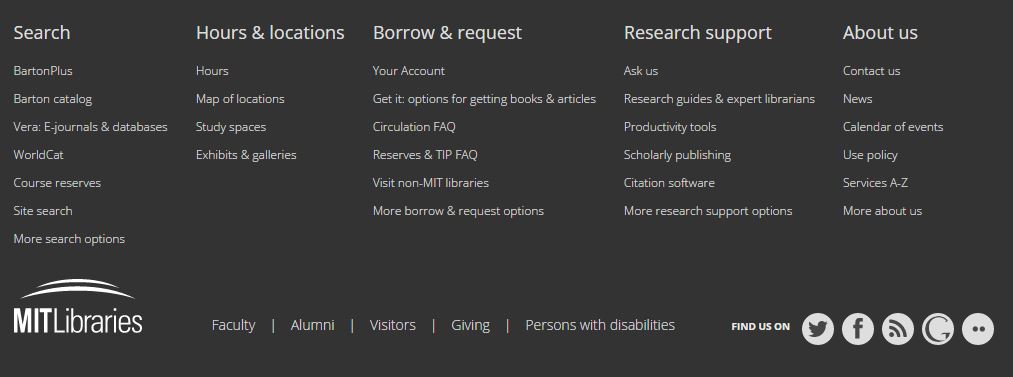 Search
BartonPlus
Barton catalog
Vera: E-journals & databases
WorldCat
Course reserves
Site search
More search options
Hours & locations
Hours
Map of locations
Study spaces
Exhibits & galleries
Borrow & request
Your Account
Get it: options for getting books & articles
Circulation FAQ
Reserves & TIP FAQ
Visit non-MIT libraries
More borrow & request options
Research support
Ask us
Research guides & expert librarians
Productivity tools
Scholarly publishing
Citation software
More research support options
About us
Contact us
News
Calendar of events
Use policy
Services A-Z
More about us
MITLibraries
Faculty | Alumni | Visitors | Giving | Persons with disabilities
FIND US ON